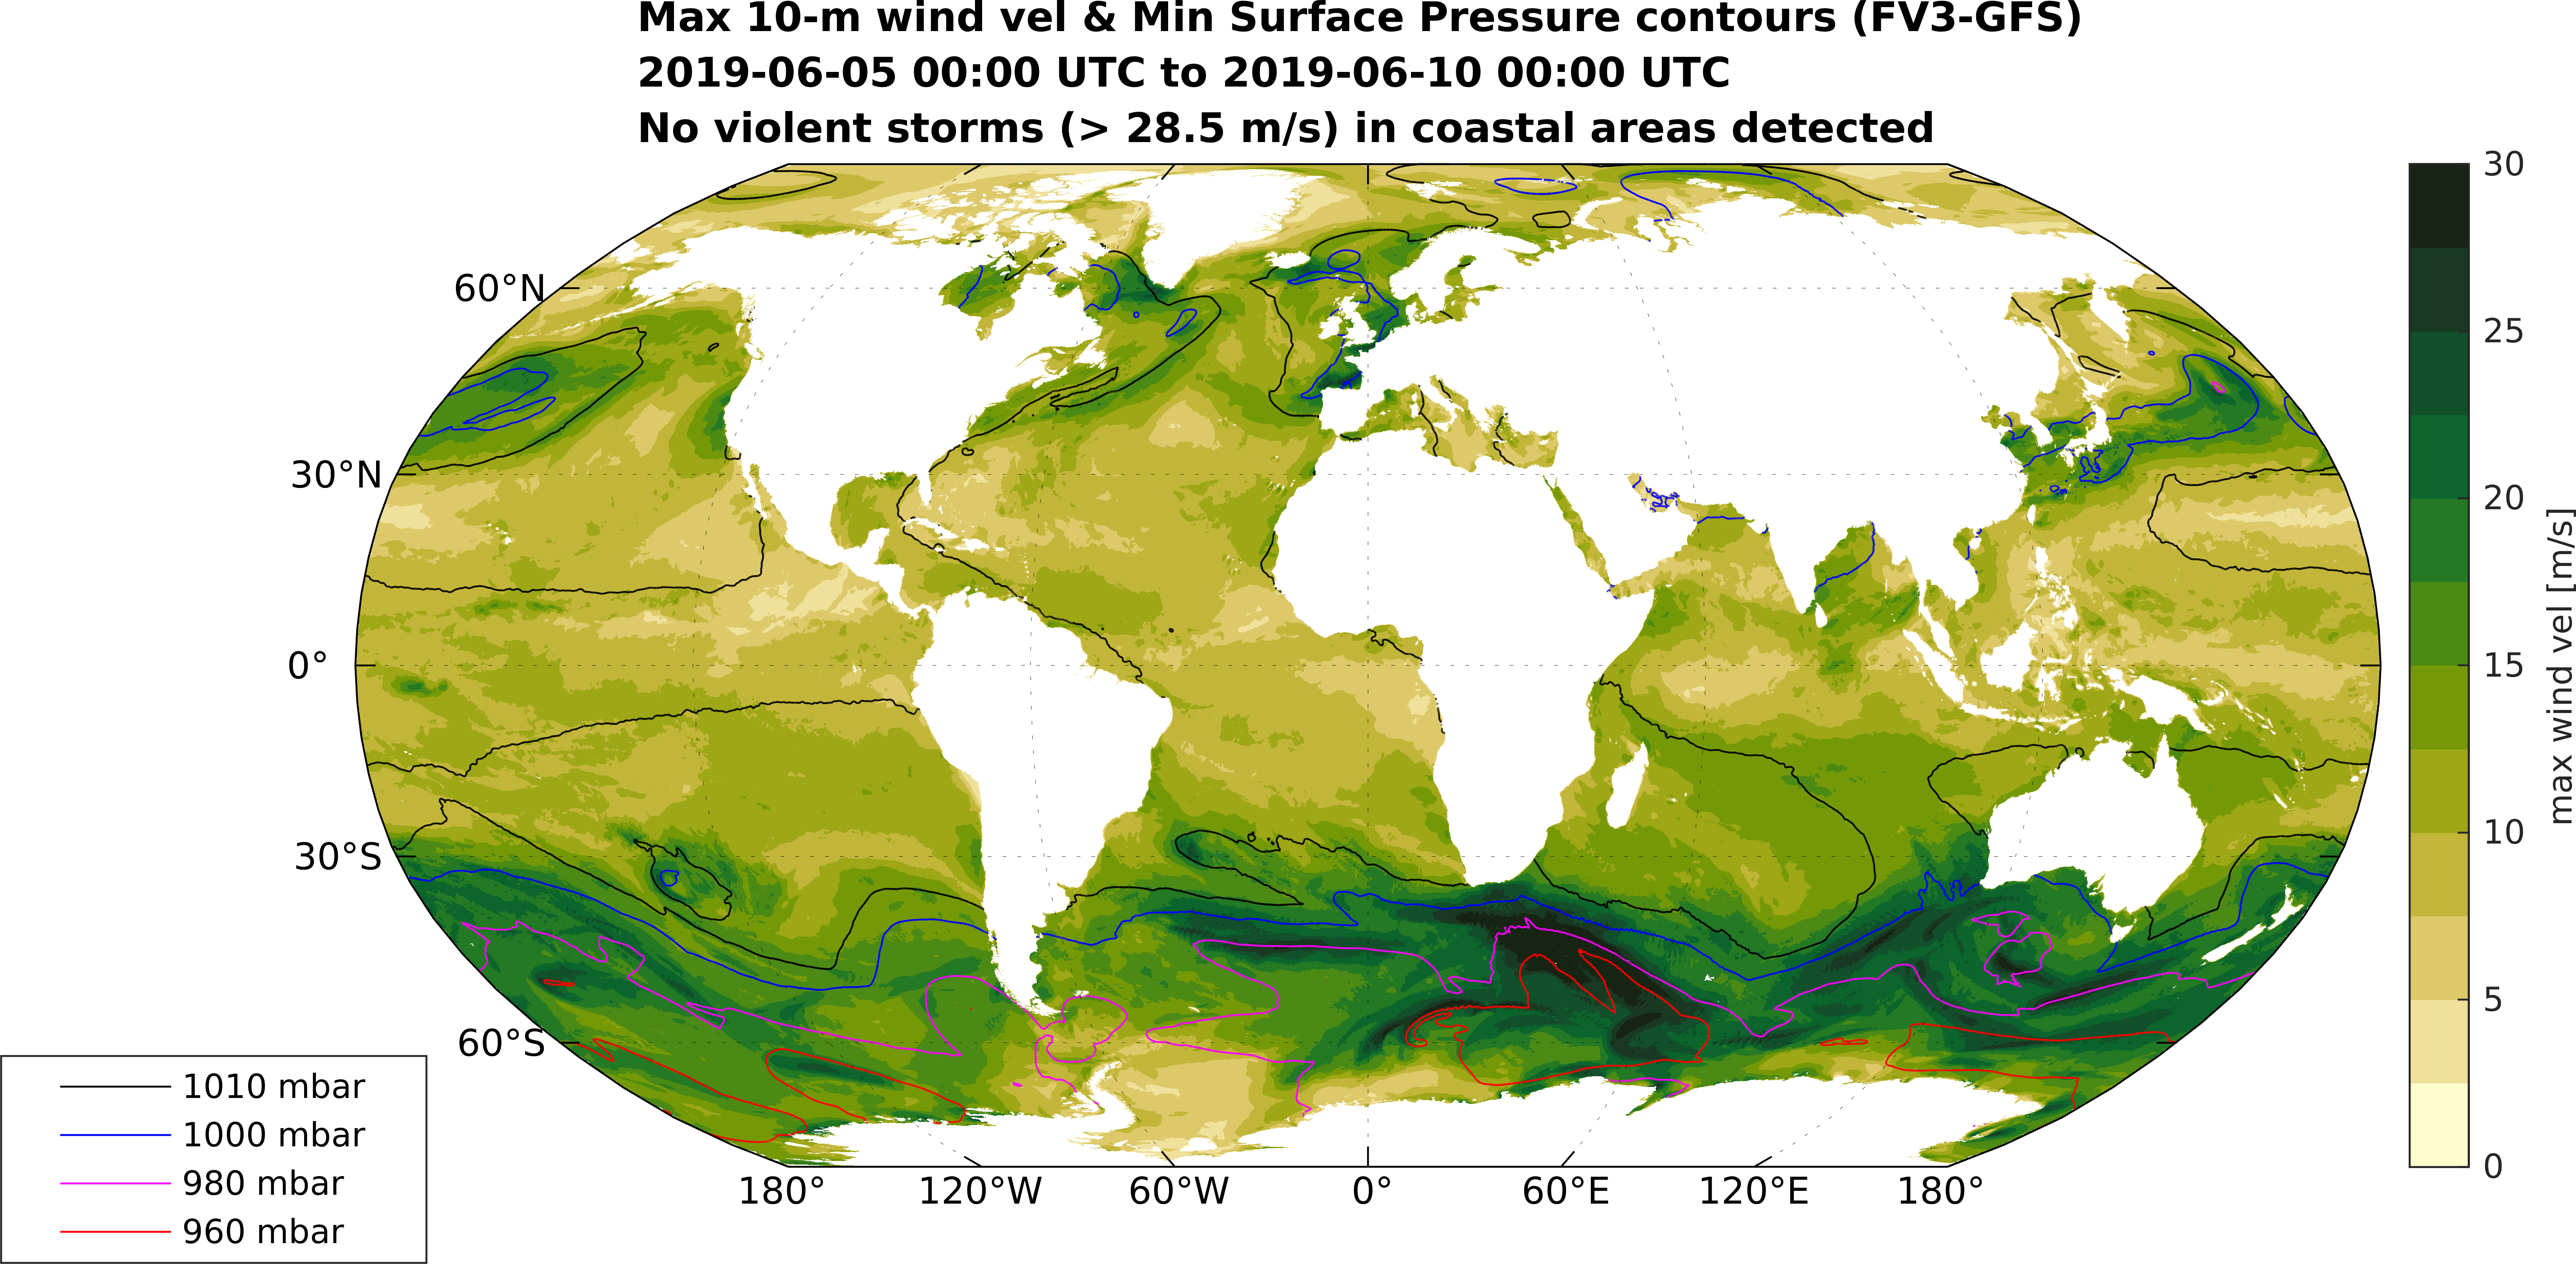 Max 10-m wind vel & Min Surface Pressure contours (FV3-GFS)
2019-06-05 00:00 UTC to 2019-06-10 00:00 UTC
No violent storms (> 28.5 m/s) in coastal areas detected
60°N
30°N
0°
30°S
60°S
180°
120°W
60°W
0°
60°E
120°E
180°
1010 mbar
1000 mbar
980 mbar
960 mbar
30
25
20
15
10
5
0
max wind vel [m/s]